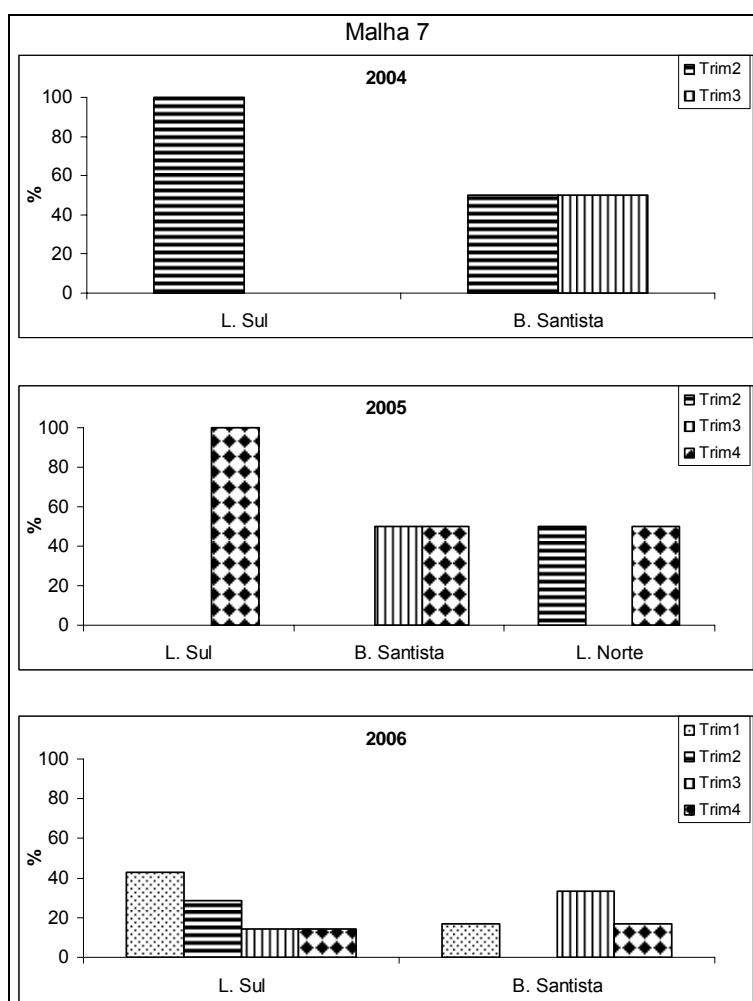 Malha 7
2004
Trim2
Trim3
100
80
60
40
20
0
%
L. Sul
B. Santista
2005
Trim2
Trim3
Trim4
100
80
60
40
20
0
%
L. Sul
B. Santista
L. Norte
2006
Trim1
Trim2
Trim3
Trim4
100
80
60
40
20
0
%
L. Sul
B. Santista